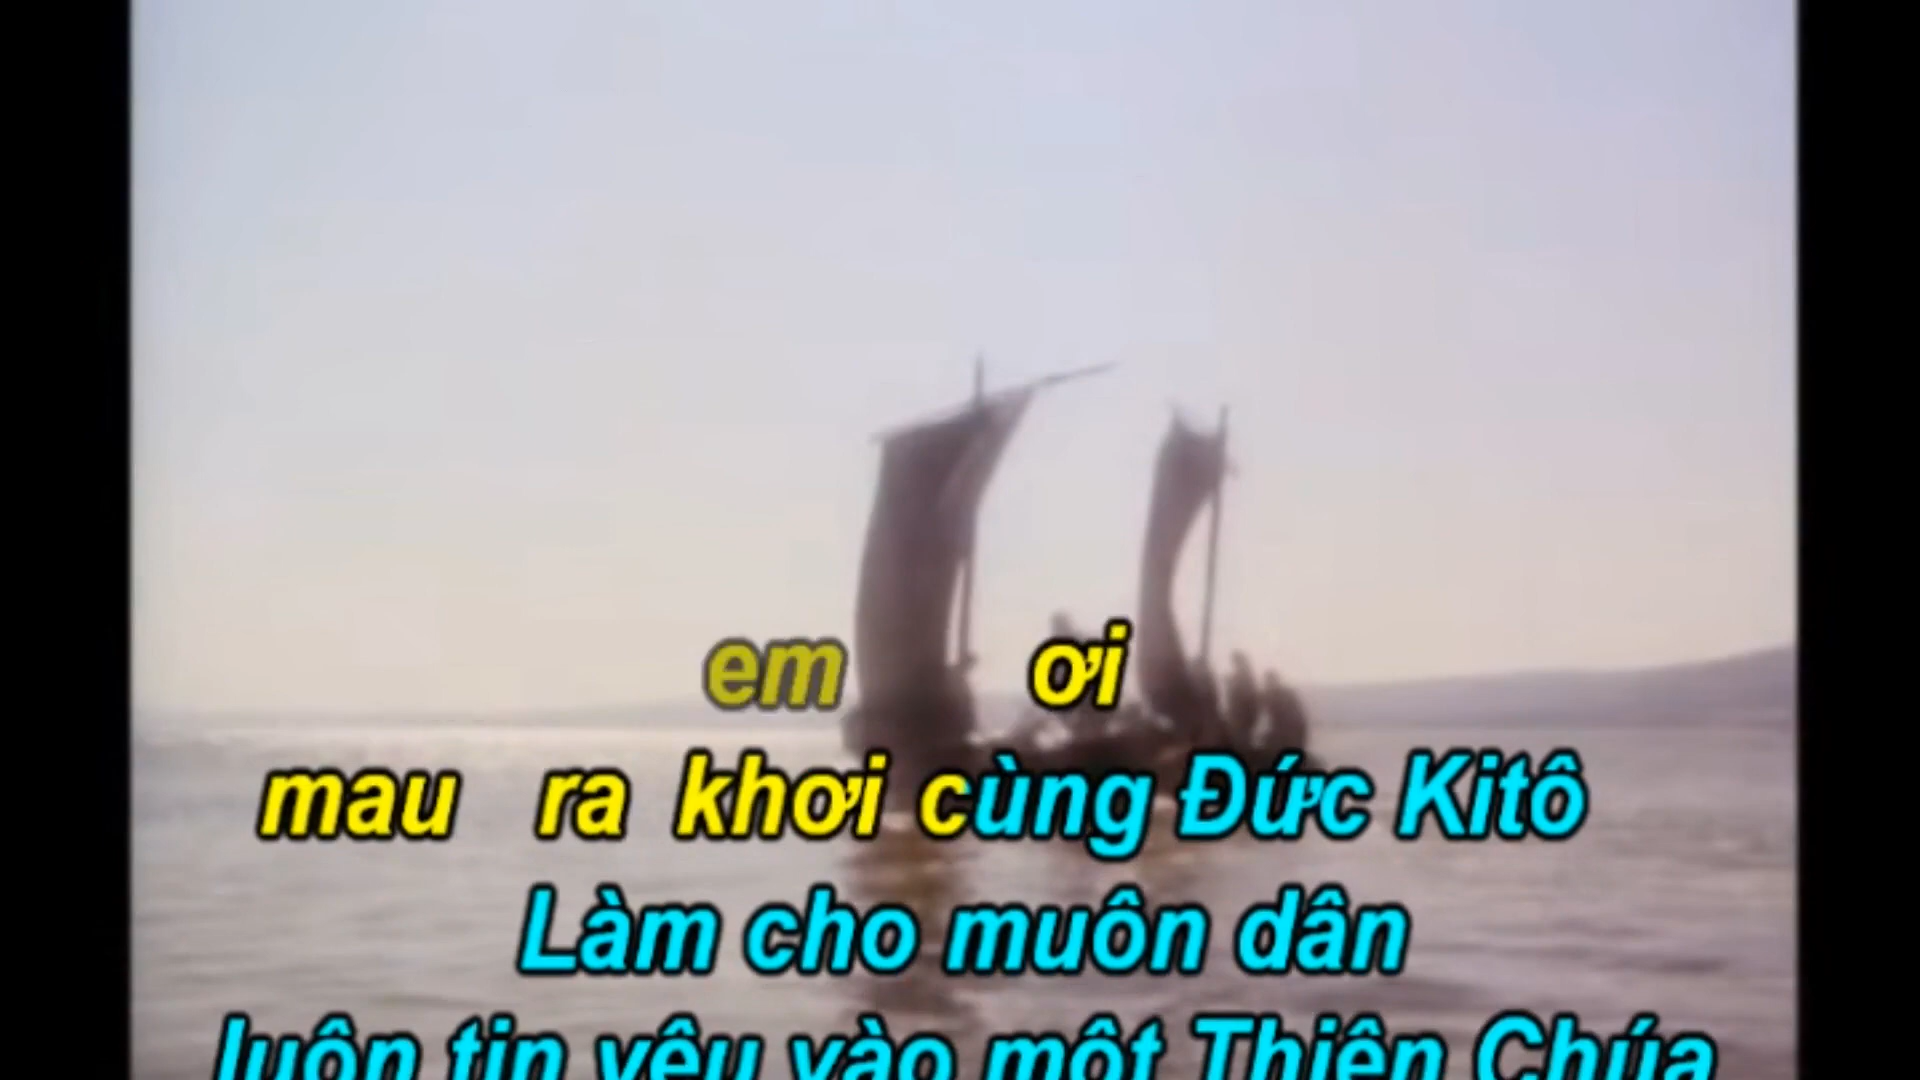 em ơi
mau ra khơi cùng Đức Kitô
Làm cho muôn dân
luôn tin yêu vào một Thiên Chúa